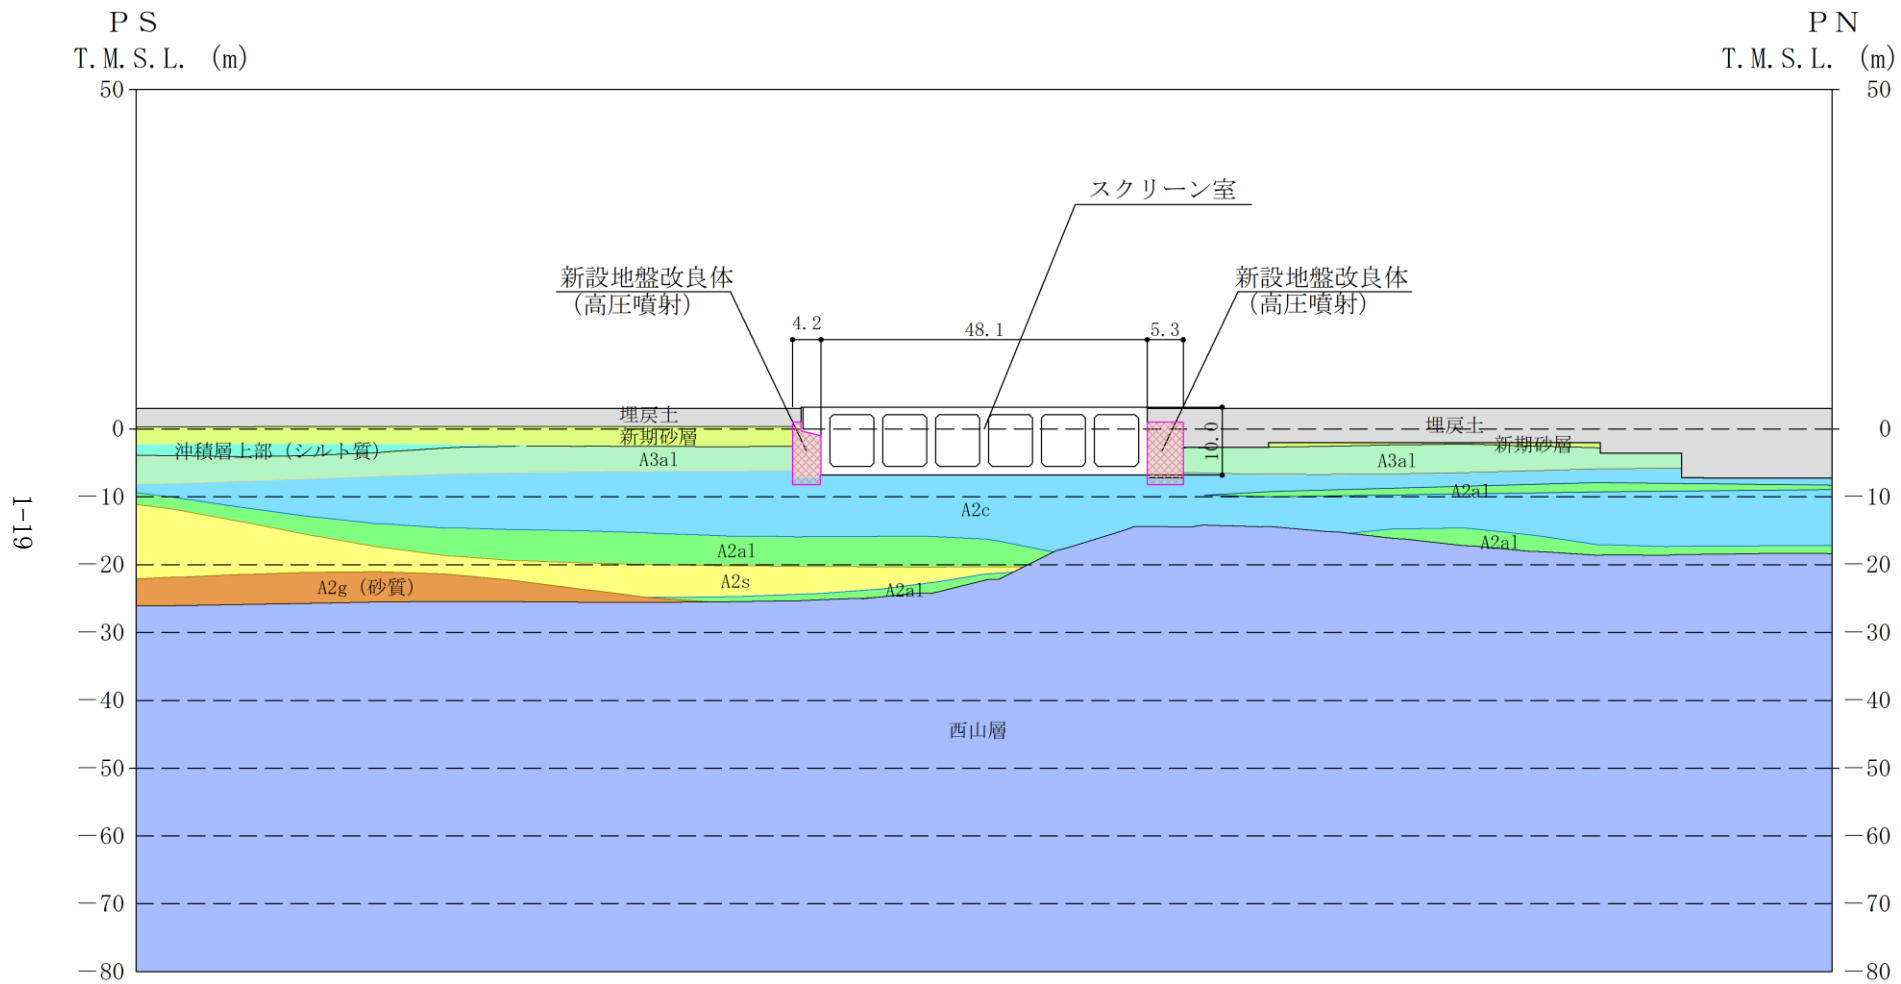 ＰＳ
T.M.S.L. (m)
ＰＮ
T.M.S.L. (m)
50
50
スクリーン室
新設地盤改良体
（高圧噴射）
新設地盤改良体
（高圧噴射）
4.2
48.1
5.3
10.0
埋戻土
0
埋戻土
0
新期砂層
新期砂層
沖積層上部（シルト質）
A3al
A3al
−10
A2al
−10
A2c
A2al
A2al
−20
−20
A2g（砂質）
A2s
A2al
−30
−30
−40
−40
西山層
−50
−50
−60
−60
−70
−70
−80
−80
1-19